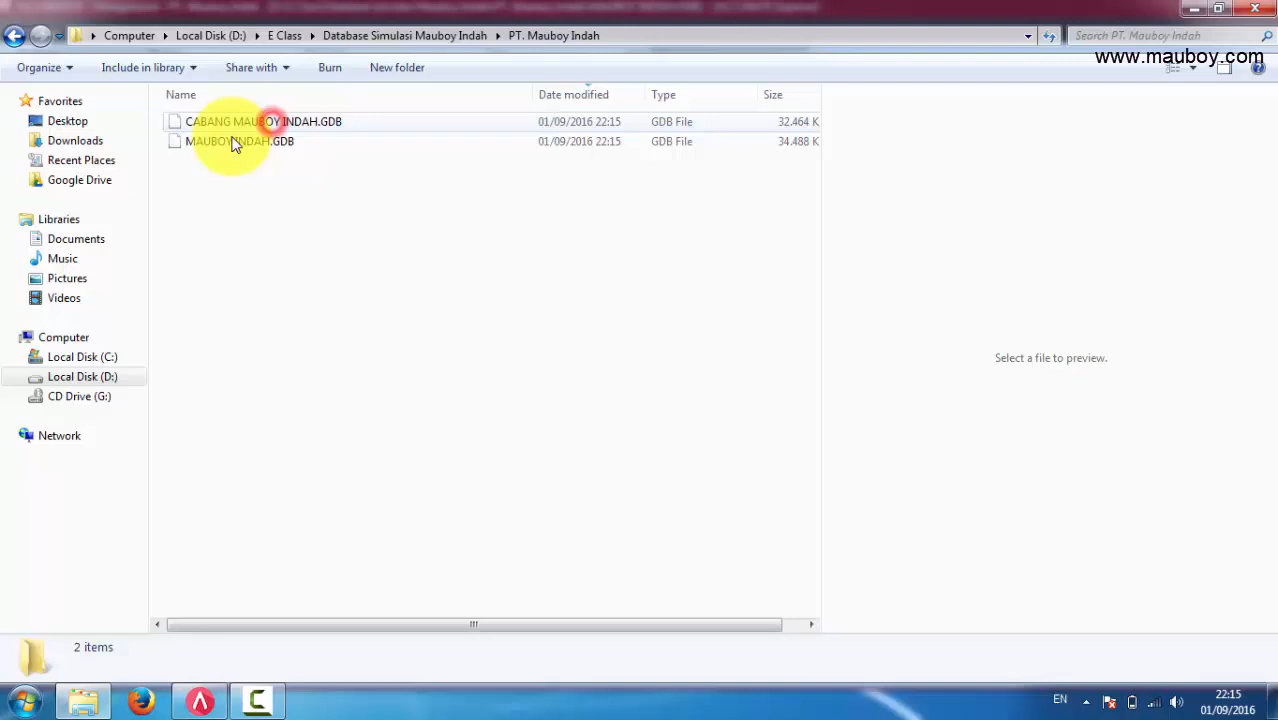 Computer Local Disk (D:) E Class Database Simulasi Mauboy Indah PT. Mauboy Indah Search PT. Mauboy Indah
www.mauboy.com
Organize Include in library Share with Burn New folder
Name Date modified Type Size
CABANG MAUBOY INDAH.GDB 01/09/2016 22:15 GDB File 32.464 K
MAUBOY INDAH.GDB 01/09/2016 22:15 GDB File 34.488 K
Favorites
Desktop
Downloads
Recent Places
Google Drive
Libraries
Documents
Music
Pictures
Videos
Computer
Local Disk (C:)
Local Disk (D:)
CD Drive (G:)
Network
Select a file to preview.
2 items
EN
22:15
01/09/2016